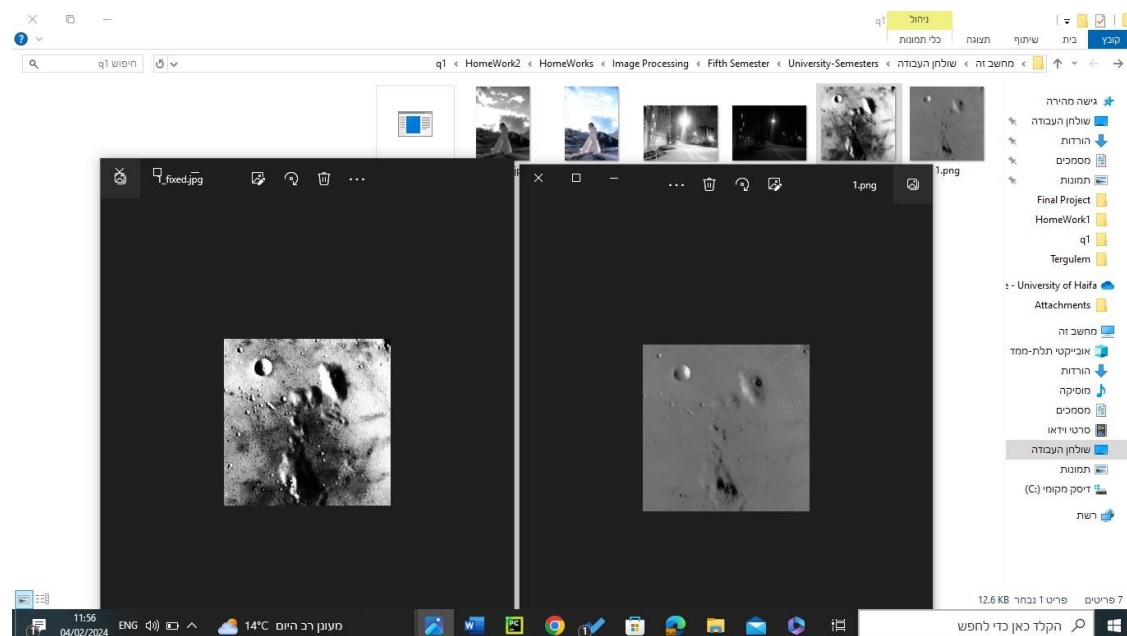 ניהול
q1
קובץ
בית
שיתוף
תצוגה
כלי תמונות
מחשב זה › שולחן העבודה › University-Semesters › Fifth Semester › Image Processing › HomeWorks › HomeWork2 › q1
חיפוש q1
גישה מהירה
שולחן העבודה
הורדות
מסמכים
תמונות
Final Project
HomeWork1
q1
Tergulem
- University of Haifa
Attachments
מחשב זה
אובייקטי תלת-ממד
הורדות
מוסיקה
מסמכים
סרטי וידאו
שולחן העבודה
תמונות
דיסק מקומי (C:)
רשת
1.png
_fixed.jpg
1.png
7 פריטים
פריט 1 נבחר 12.6 KB
הקלד כאן כדי לחפש
14°C מעונן רב היום
ENG
11:56
04/02/2024